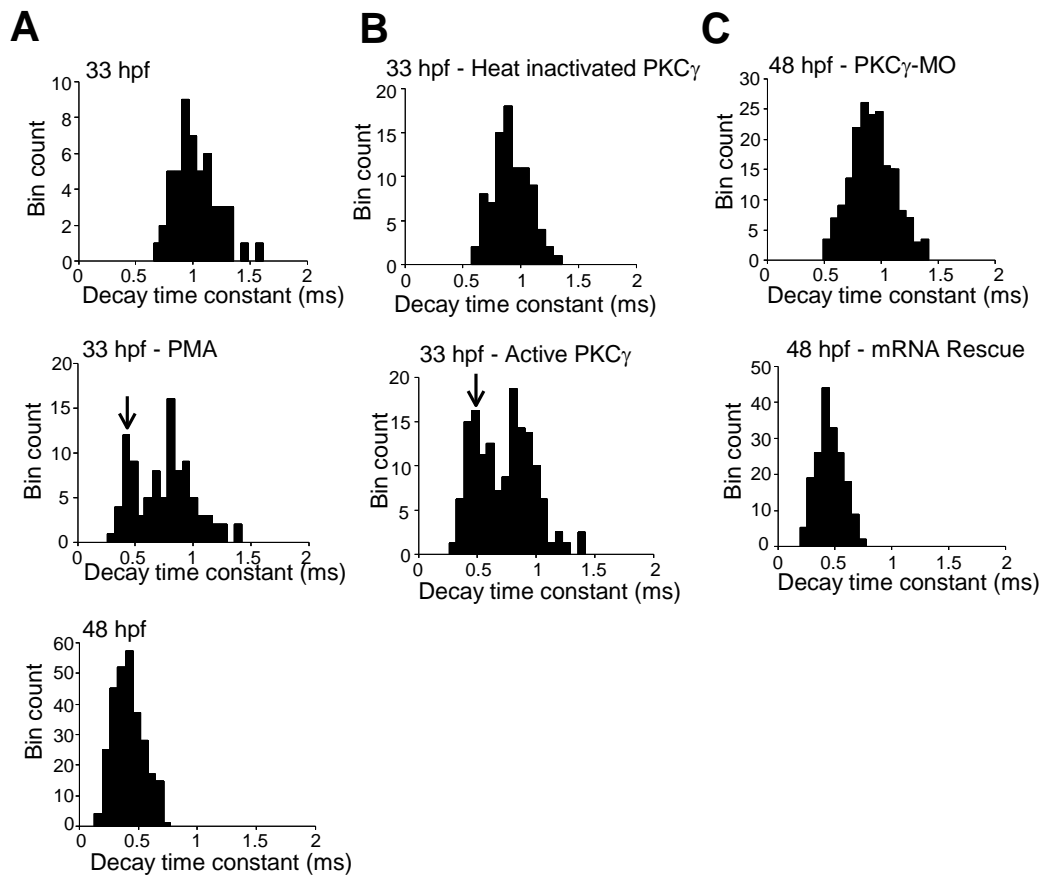 A
33 hpf
Bin count
10
8
6
4
2
0
0 0.5 1 1.5 2
Decay time constant (ms)
33 hpf - PMA
Bin count
20
15
10
5
0
0 0.5 1 1.5 2
Decay time constant (ms)
48 hpf
Bin count
60
50
40
30
20
10
0
0 0.5 1 1.5 2
Decay time constant (ms)
B
33 hpf - Heat inactivated PKCγ
Bin count
20
15
10
5
0
0 0.5 1 1.5 2
Decay time constant (ms)
33 hpf - Active PKCγ
Bin count
20
15
10
5
0
0 0.5 1 1.5 2
Decay time constant (ms)
C
48 hpf - PKCγ-MO
Bin count
30
25
20
15
10
5
0
0 0.5 1 1.5 2
Decay time constant (ms)
48 hpf - mRNA Rescue
Bin count
50
40
30
20
10
0
0 0.5 1 1.5 2
Decay time constant (ms)